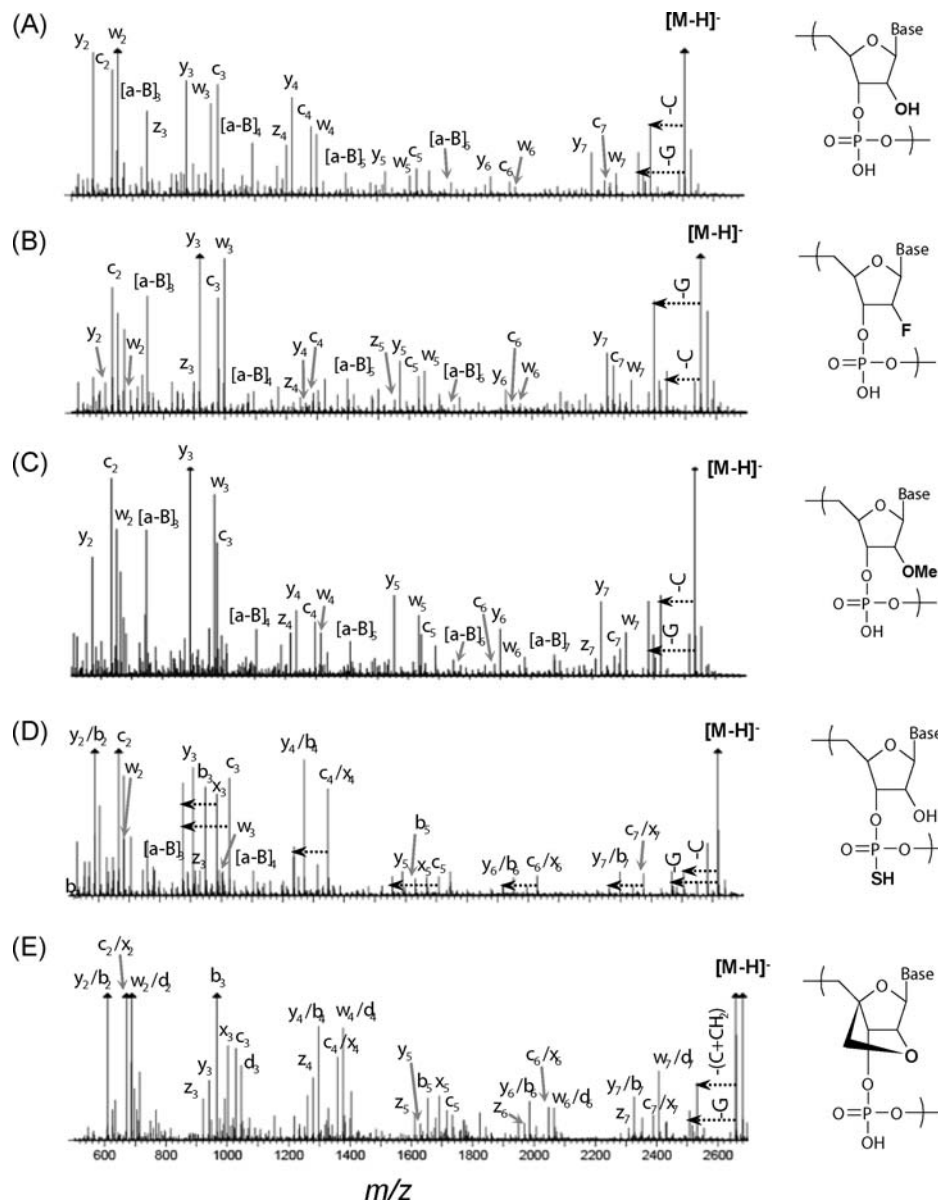 (A)
y2 c2 w2 [a-B]3 z3 y3 w3 c3 [a-B]4 z4 y4 c4 w4 [a-B]5 y5 w5 c5 [a-B]6 y6 c6 w6 y7 c7 w7 -G -C [M-H]-
Base
O
OH
O
O=P—O
OH
(B)
y2 c2 w2 [a-B]3 z3 y3 c3 w3 [a-B]4 z4 y4 c4 [a-B]5 z5 y5 c5 w5 [a-B]6 y6 c6 w6 y7 c7 w7 -G -C [M-H]-
Base
O
F
O
O=P—O
OH
(C)
y2 c2 w2 [a-B]3 y3 w3 c3 [a-B]4 z4 y4 c4 w4 [a-B]5 y5 w5 c5 [a-B]6 c6 y6 w6 [a-B]7 z7 y7 c7 w7 -C -G [M-H]-
Base
O
OMe
O
O=P—O
OH
(D)
b y2/b2 c2 w2 [a-B]3 y3 z3 b3 x3 c3 w3 [a-B]4 y4/b4 c4/x4 y5 b5 x5 c5 y6/b6 c6/x6 y7/b7 c7/x7 -G -C [M-H]-
Base
O
OH
O
O=P—O
SH
(E)
y2/b2 c2/x2 w2/d2 z3 y3 b3 x3 c3 d3 z4 y4/b4 c4/x4 w4/d4 y5 z5 b5 x5 c5 z6 y6/b6 c6/x6 w6/d6 y7/b7 z7 c7/x7 w7/d7 -(C+CH2) -G [M-H]-
Base
O
O
O
O=P—O
OH
600 800 1000 1200 1400 1600 1800 2000 2200 2400 2600
m/z